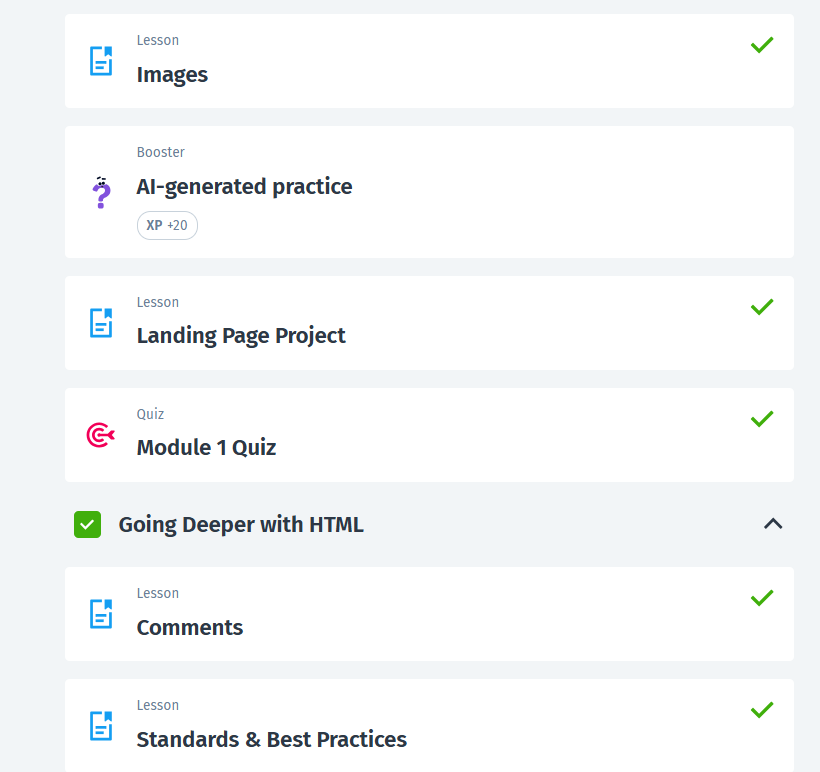 Lesson
Images
Booster
AI-generated practice
XP +20
Lesson
Landing Page Project
Quiz
Module 1 Quiz
Going Deeper with HTML
Lesson
Comments
Lesson
Standards & Best Practices